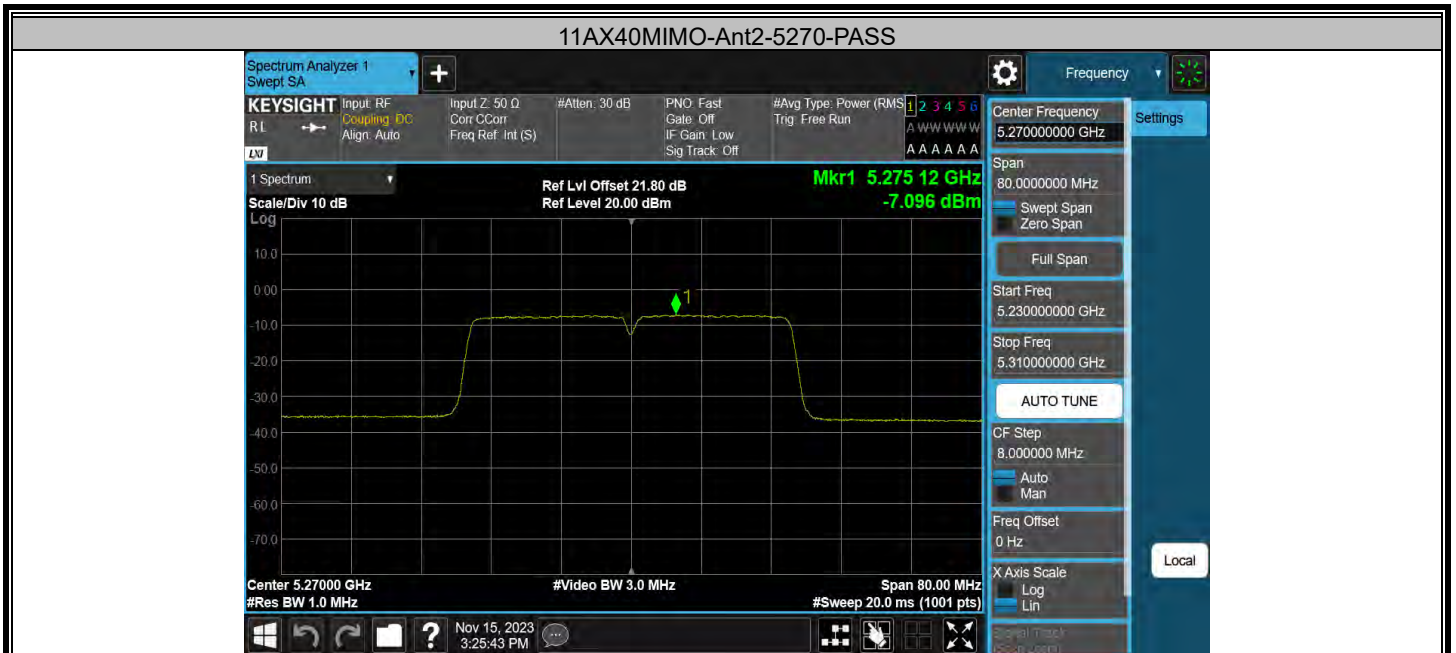 11AX40MIMO-Ant2-5270-PASS
Spectrum Analyzer 1
Swept SA
+
Frequency
KEYSIGHT
RL
LXI
Input: RF
Coupling: DC
Align: Auto
Input Z: 50 Ω
Corr CCorr
Freq Ref: Int (S)
#Atten: 30 dB
PNO: Fast
Gate: Off
IF Gain: Low
Sig Track: Off
#Avg Type: Power (RMS
Trig: Free Run
1 2 3 4 5 6
A W W W W W
A A A A A A
1 Spectrum
Scale/Div 10 dB
Log
Ref Lvl Offset 21.80 dB
Ref Level 20.00 dBm
Mkr1 5.275 12 GHz
-7.096 dBm
10.0
0.00
-10.0
-20.0
-30.0
-40.0
-50.0
-60.0
-70.0
1
Center 5.27000 GHz
#Res BW 1.0 MHz
#Video BW 3.0 MHz
Span 80.00 MHz
#Sweep 20.0 ms (1001 pts)
Center Frequency
5.270000000 GHz
Settings
Span
80.0000000 MHz
Swept Span
Zero Span
Full Span
Start Freq
5.230000000 GHz
Stop Freq
5.310000000 GHz
AUTO TUNE
CF Step
8.000000 MHz
Auto
Man
Freq Offset
0 Hz
X Axis Scale
Log
Lin
Signal Track
(Span Zoom)
Local
?
Nov 15, 2023
3:25:43 PM